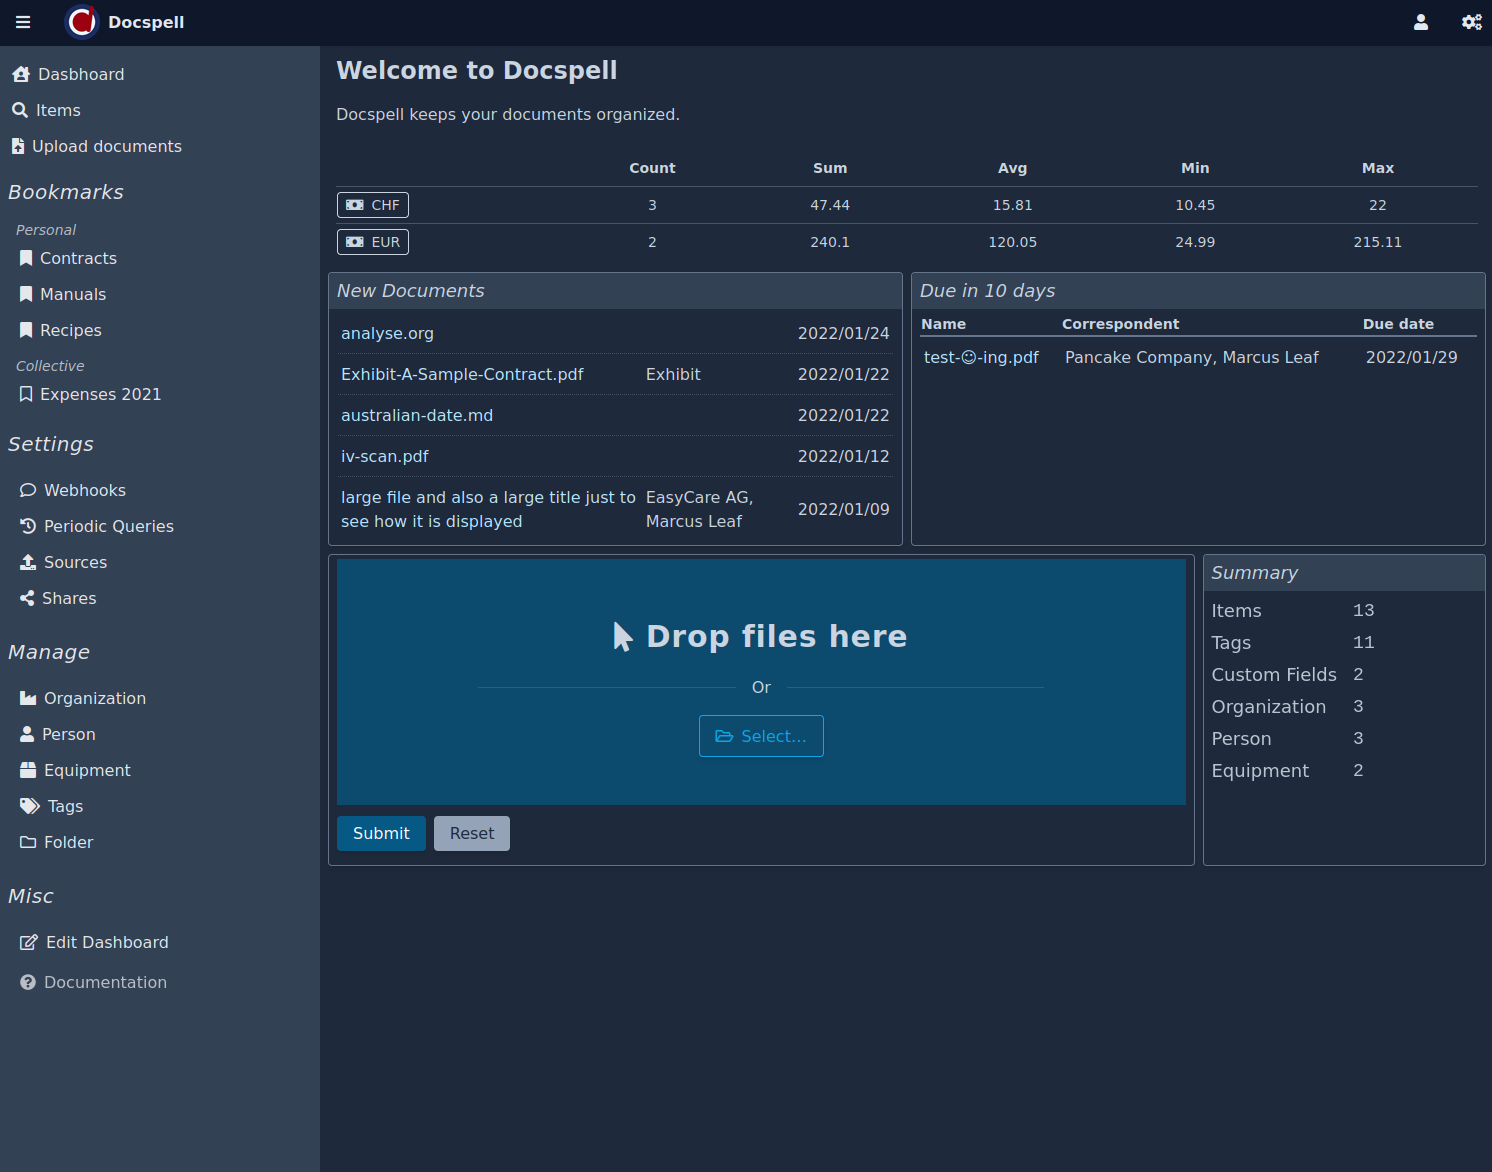 Docspell
Dasbhoard
Items
Upload documents
Bookmarks
Personal
Contracts
Manuals
Recipes
Collective
Expenses 2021
Settings
Webhooks
Periodic Queries
Sources
Shares
Manage
Organization
Person
Equipment
Tags
Folder
Misc
Edit Dashboard
Documentation
Welcome to Docspell
Docspell keeps your documents organized.
Count Sum Avg Min Max
CHF 3 47.44 15.81 10.45 22
EUR 2 240.1 120.05 24.99 215.11
New Documents
analyse.org 2022/01/24
Exhibit-A-Sample-Contract.pdf Exhibit 2022/01/22
australian-date.md 2022/01/22
iv-scan.pdf 2022/01/12
large file and also a large title just to EasyCare AG, 2022/01/09
see how it is displayed Marcus Leaf
Due in 10 days
Name Correspondent Due date
test-☺-ing.pdf Pancake Company, Marcus Leaf 2022/01/29
Drop files here
Or
Select...
Submit Reset
Summary
Items 13
Tags 11
Custom Fields 2
Organization 3
Person 3
Equipment 2